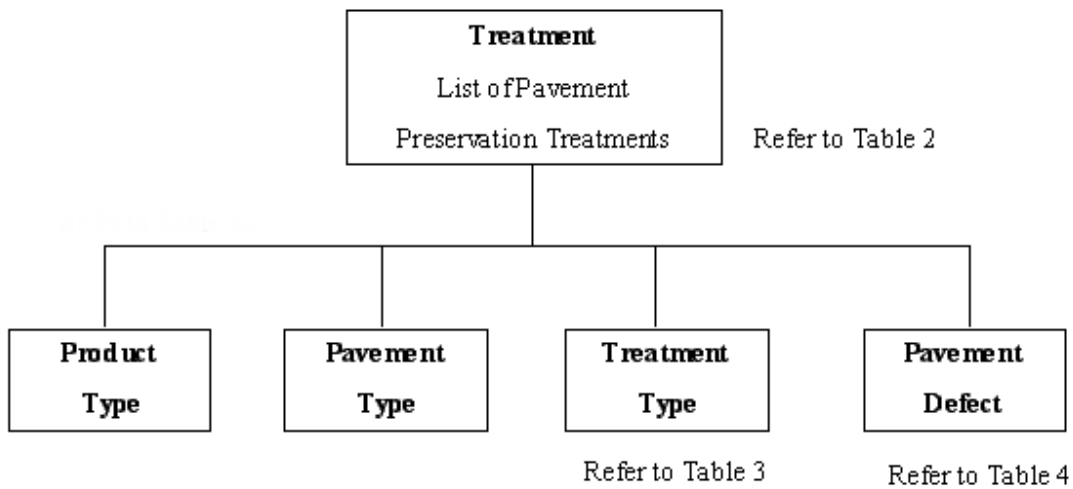 Treatment
List of Pavement
Preservation Treatments
Refer to Table 2
Product
Type
Pavement
Type
Treatment
Type
Pavement
Defect
Refer to Table 3
Refer to Table 4